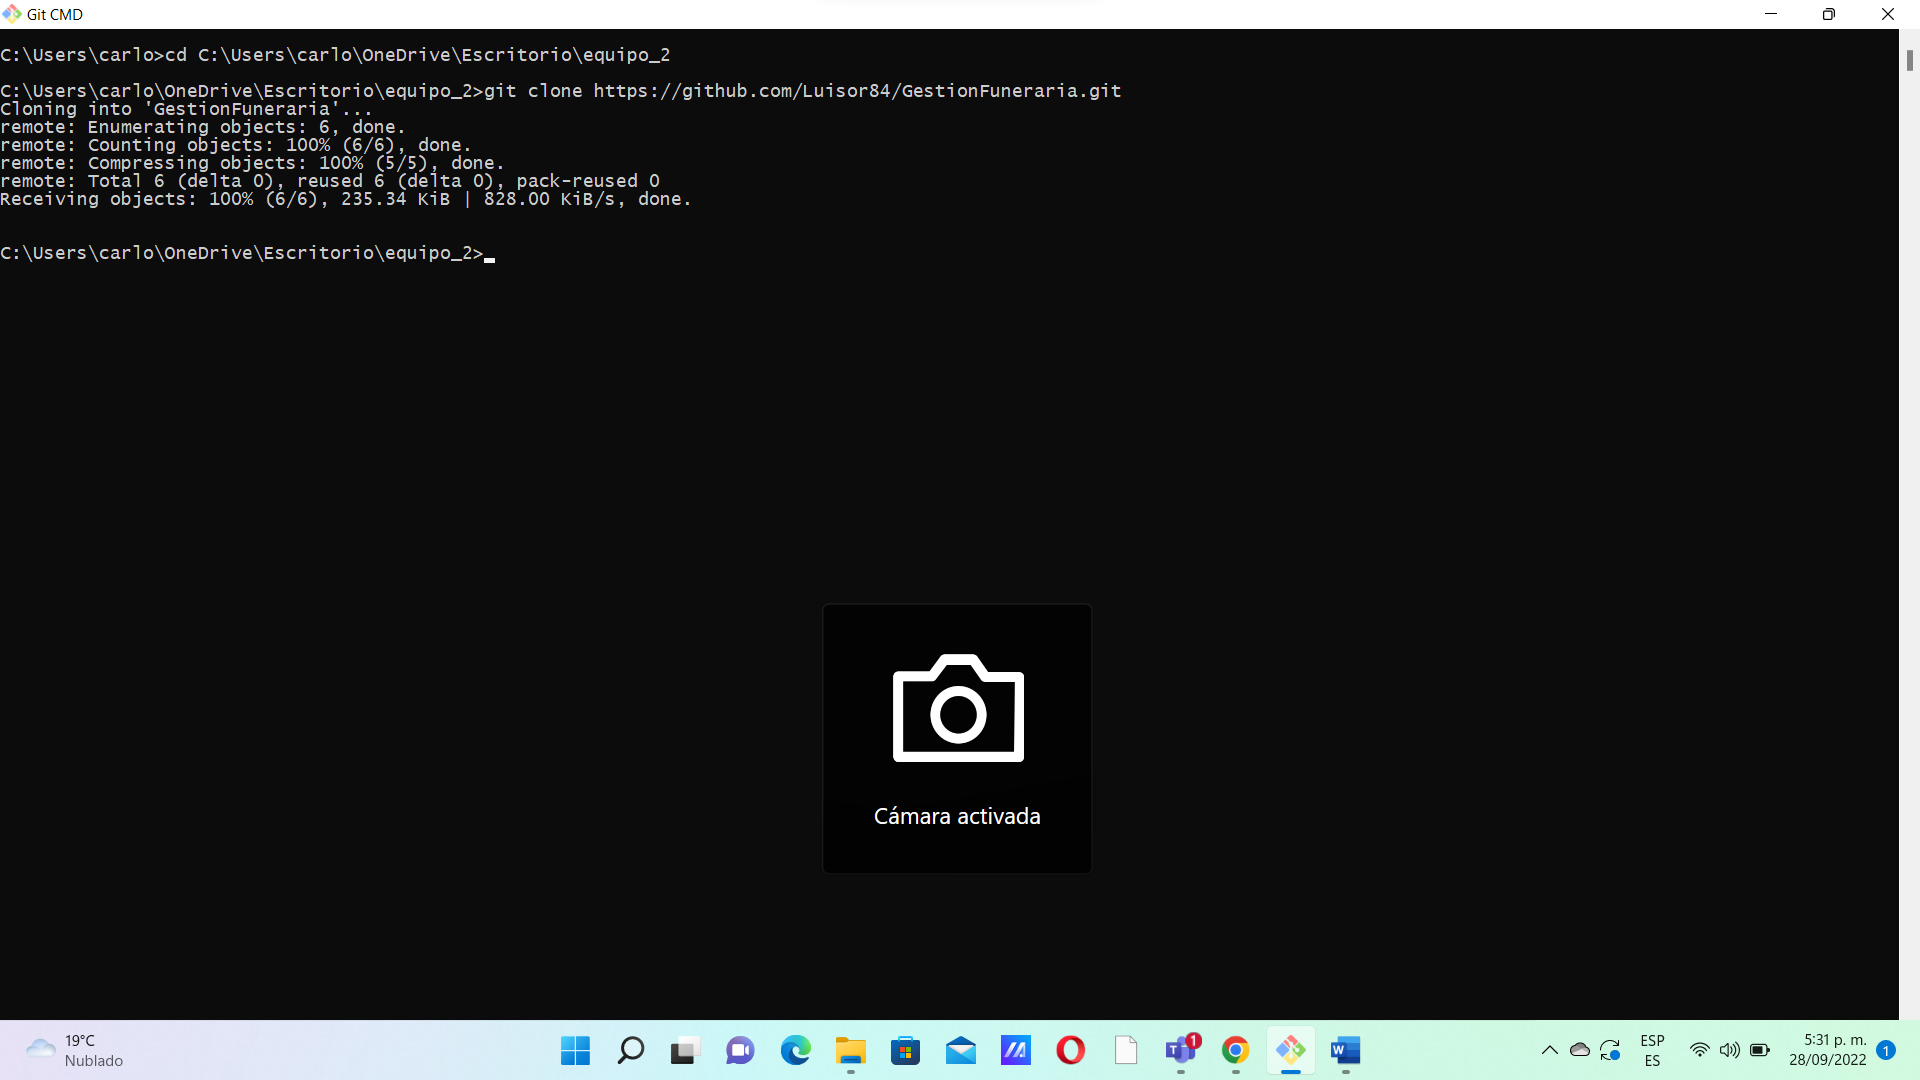 Git CMD
C:\Users\carlo>cd C:\Users\carlo\OneDrive\Escritorio\equipo_2
C:\Users\carlo\OneDrive\Escritorio\equipo_2>git clone https://github.com/Luisor84/GestionFuneraria.git
Cloning into 'GestionFuneraria'...
remote: Enumerating objects: 6, done.
remote: Counting objects: 100% (6/6), done.
remote: Compressing objects: 100% (5/5), done.
remote: Total 6 (delta 0), reused 6 (delta 0), pack-reused 0
Receiving objects: 100% (6/6), 235.34 KiB | 828.00 KiB/s, done.
C:\Users\carlo\OneDrive\Escritorio\equipo_2>
Cámara activada
19°C
Nublado
1
ESP
ES
5:31 p. m.
28/09/2022
1